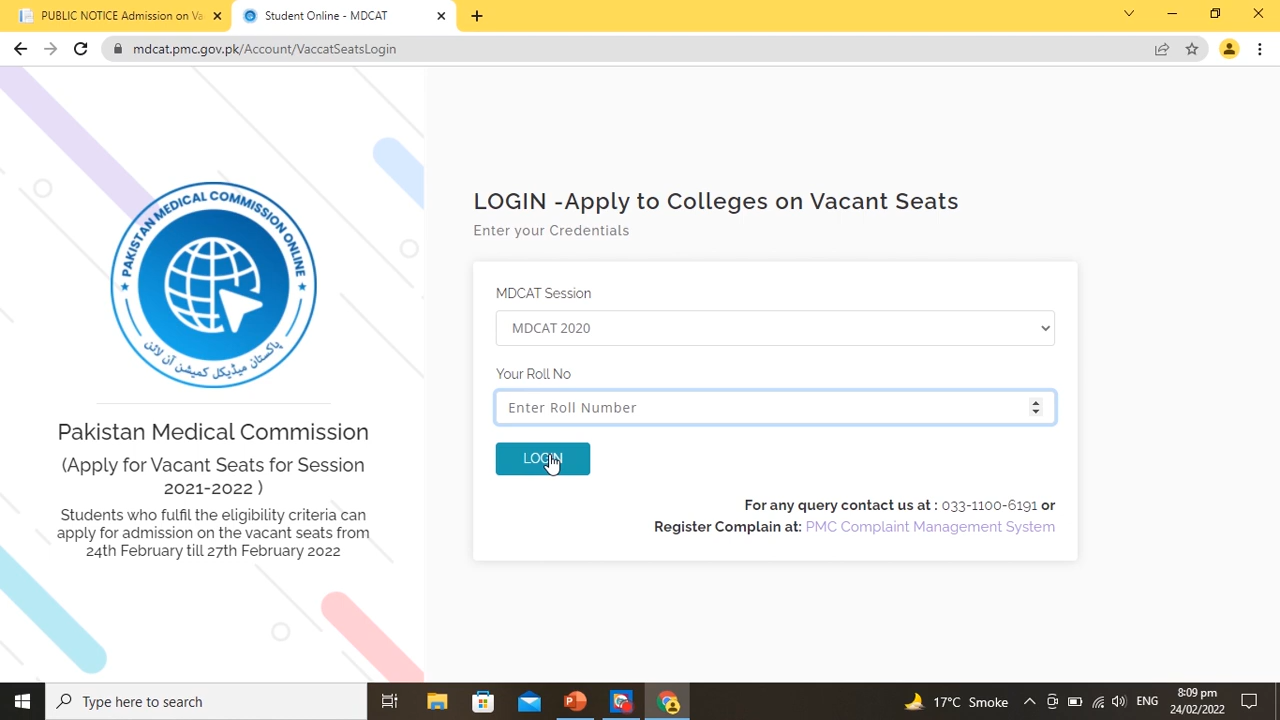 PUBLIC NOTICE Admission on Va
Student Online - MDCAT
mdcat.pmc.gov.pk/Account/VaccatSeatsLogin
PAKISTAN MEDICAL COMMISSION ONLINE
پاکستان میڈیکل کمیشن آن لائن
Pakistan Medical Commission
(Apply for Vacant Seats for Session
2021-2022 )
Students who fulfil the eligibility criteria can
apply for admission on the vacant seats from
24th February till 27th February 2022
LOGIN -Apply to Colleges on Vacant Seats
Enter your Credentials
MDCAT Session
MDCAT 2020
Your Roll No
Enter Roll Number
LOGIN
For any query contact us at : 033-1100-6191 or
Register Complain at: PMC Complaint Management System
Type here to search
17°C Smoke
ENG
8:09 pm
24/02/2022